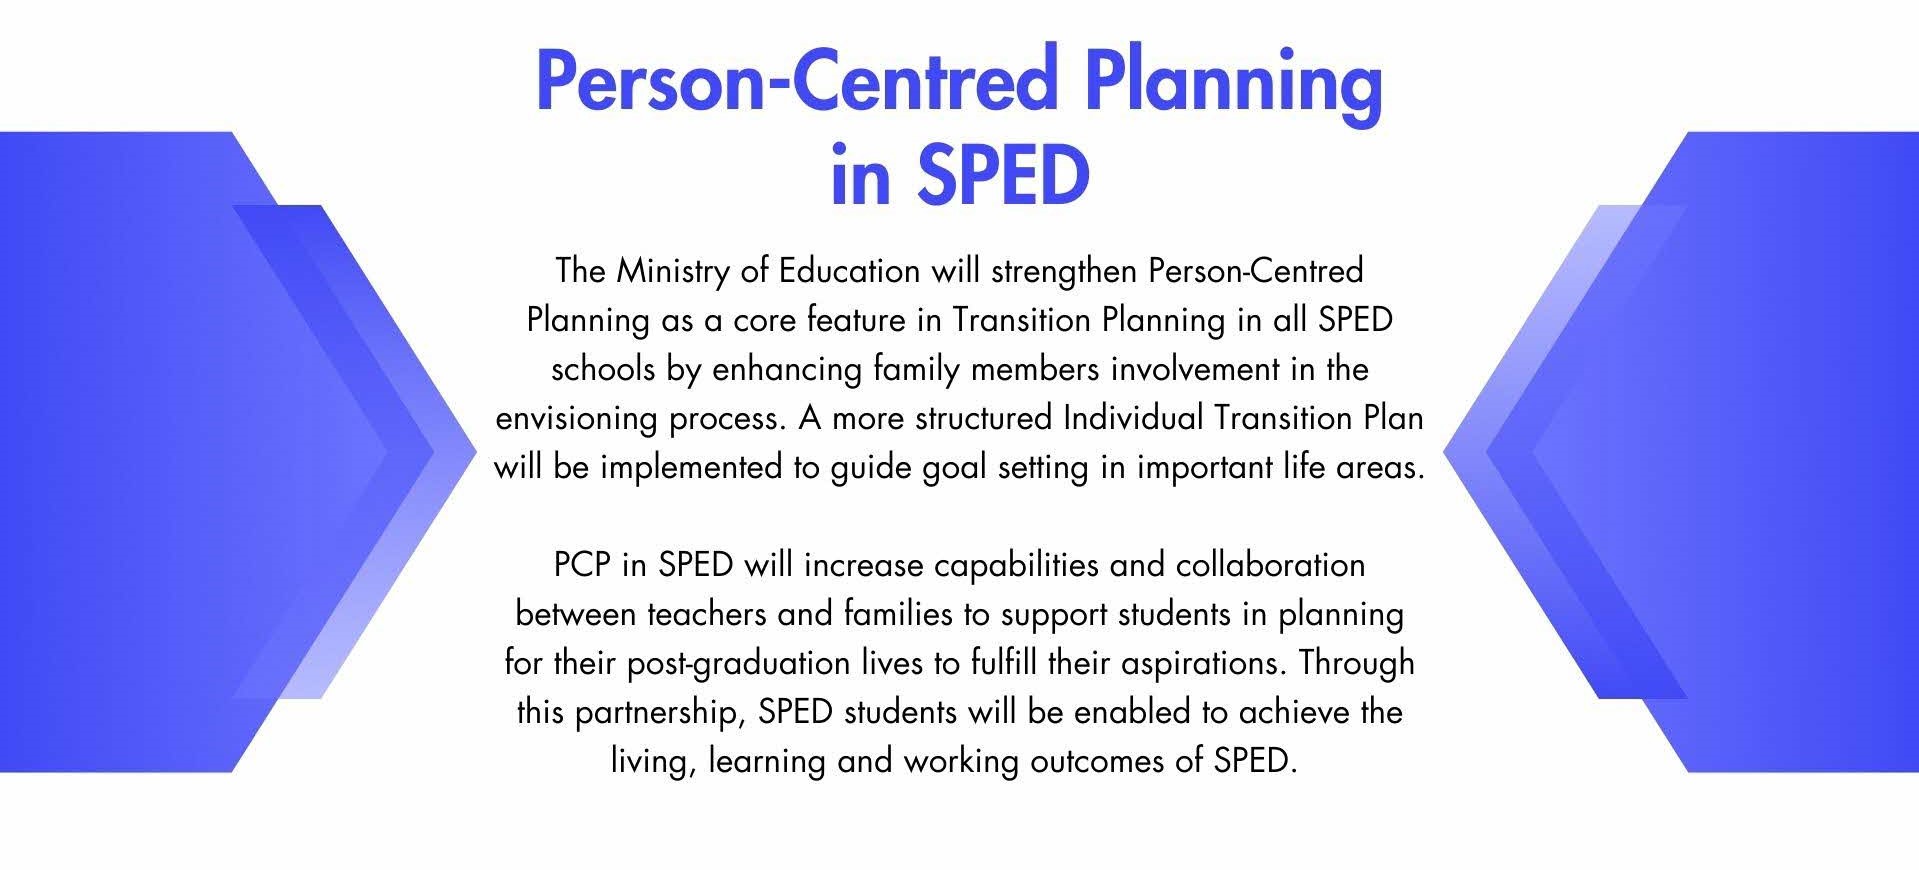 Person-Centred Planning
in SPED
The Ministry of Education will strengthen Person-Centred
Planning as a core feature in Transition Planning in all SPED
schools by enhancing family members involvement in the
envisioning process. A more structured Individual Transition Plan
will be implemented to guide goal setting in important life areas.
PCP in SPED will increase capabilities and collaboration
between teachers and families to support students in planning
for their post-graduation lives to fulfill their aspirations. Through
this partnership, SPED students will be enabled to achieve the
living, learning and working outcomes of SPED.